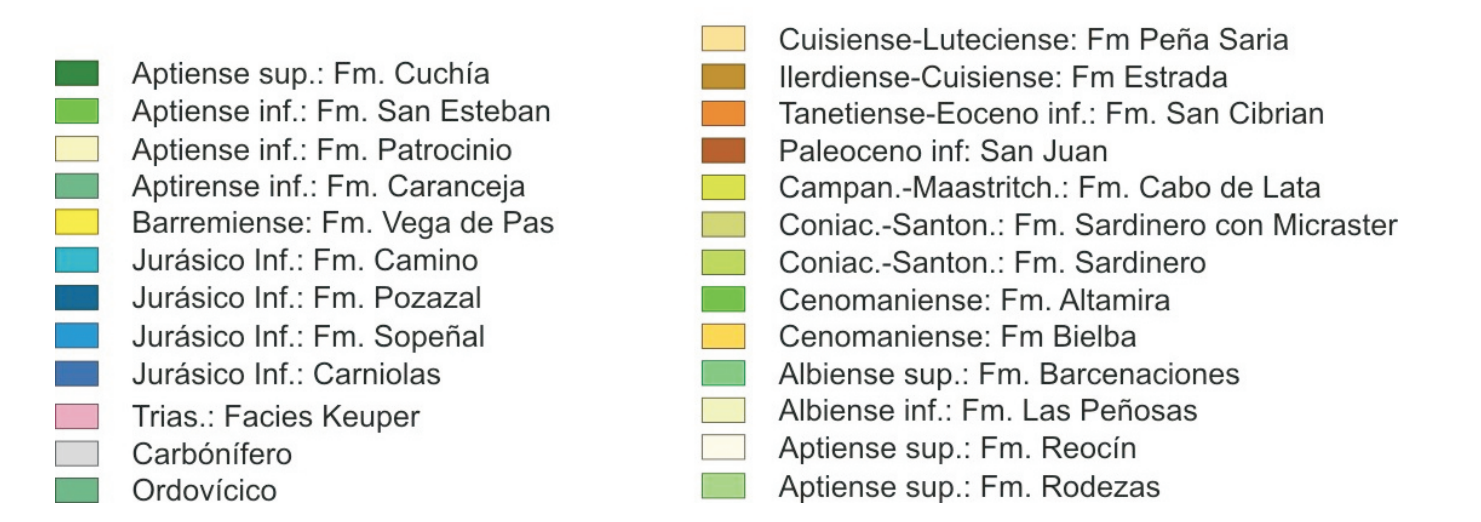 Aptiense sup.: Fm. Cuchía
Aptiense inf.: Fm. San Esteban
Aptiense inf.: Fm. Patrocinio
Aptirense inf.: Fm. Caranceja
Barremiense: Fm. Vega de Pas
Jurásico Inf.: Fm. Camino
Jurásico Inf.: Fm. Pozazal
Jurásico Inf.: Fm. Sopeñal
Jurásico Inf.: Carniolas
Trias.: Facies Keuper
Carbónífero
Ordovícico
Cuisiense-Luteciense: Fm Peña Saria
Ilerdiense-Cuisiense: Fm Estrada
Tanetiense-Eoceno inf.: Fm. San Cibrian
Paleoceno inf: San Juan
Campan.-Maastritch.: Fm. Cabo de Lata
Coniac.-Santon.: Fm. Sardinero con Micraster
Coniac.-Santon.: Fm. Sardinero
Cenomaniense: Fm. Altamira
Cenomaniense: Fm Bielba
Albiense sup.: Fm. Barcenaciones
Albiense inf.: Fm. Las Peñosas
Aptiense sup.: Fm. Reocín
Aptiense sup.: Fm. Rodezas